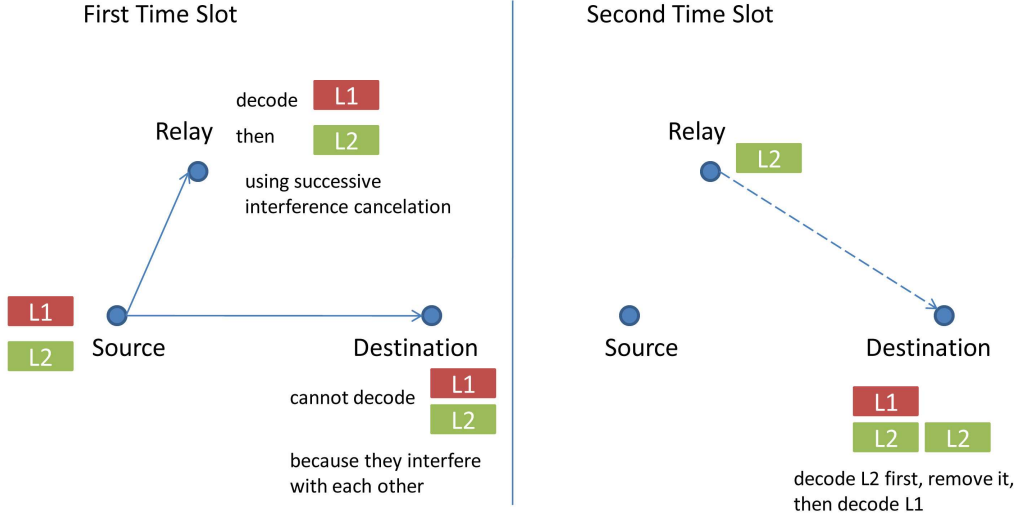 First Time Slot
decode L1
Relay then L2
using successive
interference cancelation
L1
L2
Source
Destination
cannot decode L1
L2
because they interfere
with each other
Second Time Slot
Relay
L2
Source
Destination
L1
L2 L2
decode L2 first, remove it,
then decode L1